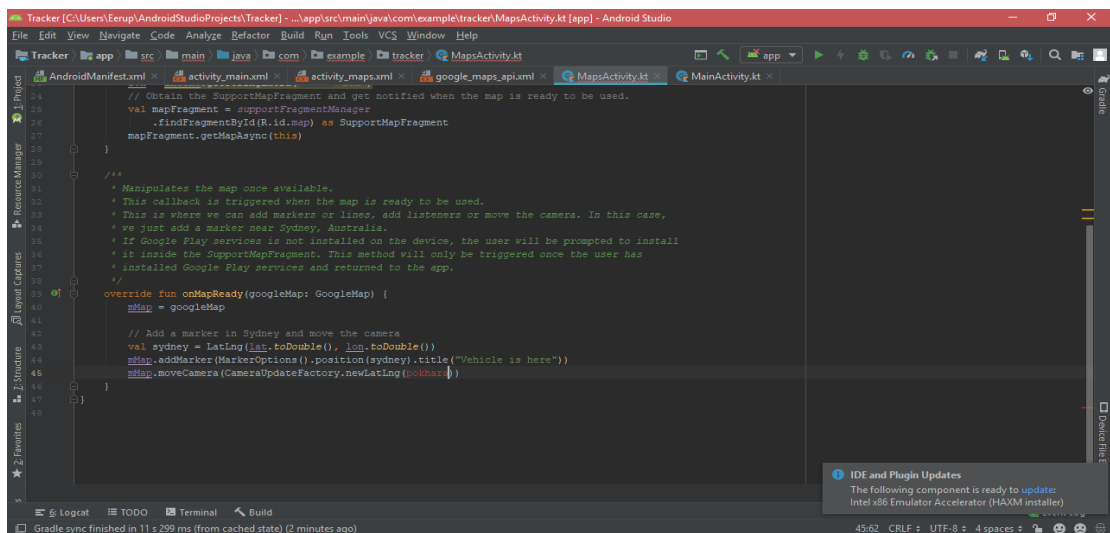 Tracker [C:\Users\Eerup\AndroidStudioProjects\Tracker] - ...\app\src\main\java\com\example\tracker\MapsActivity.kt [app] - Android Studio
File Edit View Navigate Code Analyze Refactor Build Run Tools VCS Window Help
Tracker app src main java com example tracker MapsActivity.kt app
AndroidManifest.xml activity_main.xml activity_maps.xml google_maps_api.xml MapsActivity.kt MainActivity.kt
1: Project
Resource Manager
Layout Captures
7: Structure
2: Favorites
24 // Obtain the SupportMapFragment and get notified when the map is ready to be used.
25 val mapFragment = supportFragmentManager
26 .findFragmentById(R.id.map) as SupportMapFragment
27 mapFragment.getMapAsync(this)
28 }
29
30 /**
31 * Manipulates the map once available.
32 * This callback is triggered when the map is ready to be used.
33 * This is where we can add markers or lines, add listeners or move the camera. In this case,
34 * we just add a marker near Sydney, Australia.
35 * If Google Play services is not installed on the device, the user will be prompted to install
36 * it inside the SupportMapFragment. This method will only be triggered once the user has
37 * installed Google Play services and returned to the app.
38 */
39 override fun onMapReady(googleMap: GoogleMap) {
40 mMap = googleMap
41
42 // Add a marker in Sydney and move the camera
43 val sydney = LatLng(lat.toDouble(), lon.toDouble())
44 mMap.addMarker(MarkerOptions().position(sydney).title("Vehicle is here"))
45 mMap.moveCamera(CameraUpdateFactory.newLatLng(pokhara))
46 }
47 }
48
Gradle
Device File
IDE and Plugin Updates
The following component is ready to update:
Intel x86 Emulator Accelerator (HAXM installer)
6: Logcat TODO Terminal Build
Gradle sync finished in 11 s 299 ms (from cached state) (2 minutes ago) 45:62 CRLF UTF-8 4 spaces